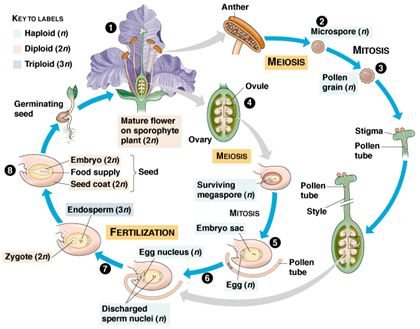 KEY TO LABELS
Haploid (n)
Diploid (2n)
Triploid (3n)
1
Mature flower
on sporophyte
plant (2n)
Anther
2
Microspore (n)
MEIOSIS
MITOSIS
3
Pollen
grain (n)
Stigma
Pollen
tube
Pollen
tube
Style
Ovule
4
Ovary
MEIOSIS
Surviving
megaspore (n)
MITOSIS
Embryo sac
5
Pollen
tube
Egg (n)
6
Egg nucleus (n)
Discharged
sperm nuclei (n)
7
FERTILIZATION
Zygote (2n)
Endosperm (3n)
8
Embryo (2n)
Food supply
Seed coat (2n)
Seed
Germinating
seed